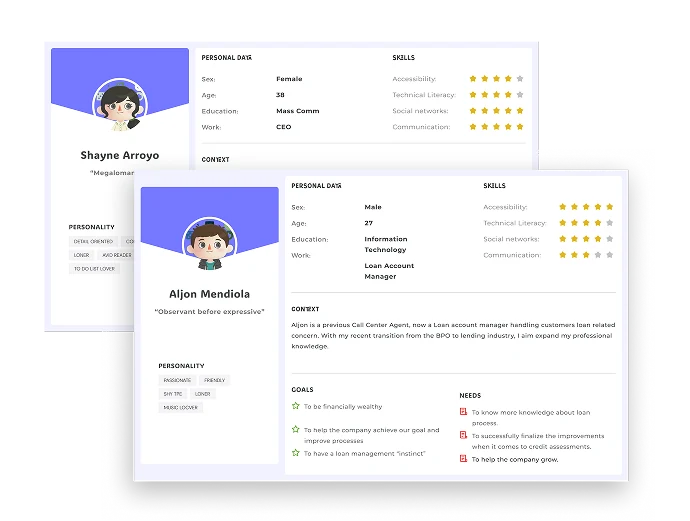 PERSONAL DATA
SKILLS
Sex: Female
Age: 38
Education: Mass Comm
Work: CEO
Accessibility:
Technical Literacy:
Social networks:
Communication:
CONTEXT
Shayne Arroyo
PERSONALITY
DETAIL ORIENTED
LONER AVID READER
TO DO LIST LOVER
PERSONAL DATA
SKILLS
Sex: Male
Age: 27
Education: Information
Technology
Work: Loan Account
Manager
Accessibility:
Technical Literacy:
Social networks:
Communication:
Aljon Mendiola
"Observant before expressive"
PERSONALITY
PASSIONATE FRIENDLY
SHY TPE LONER
MUSIC LOOVER
CONTEXT
Aljon is a previous Call Center Agent, now a Loan account manager handling customers loan related
concern. With my recent transition from the BPO to lending industry, I aim expand my professional
knowledge.
GOALS
To be financially wealthy
To help the company achieve our goal and
improve processes
To have a loan management "instinct"
NEEDS
To know more knowledge about loan
process.
To successfully finalize the improvements
when it comes to credit assessments.
To help the company grow.